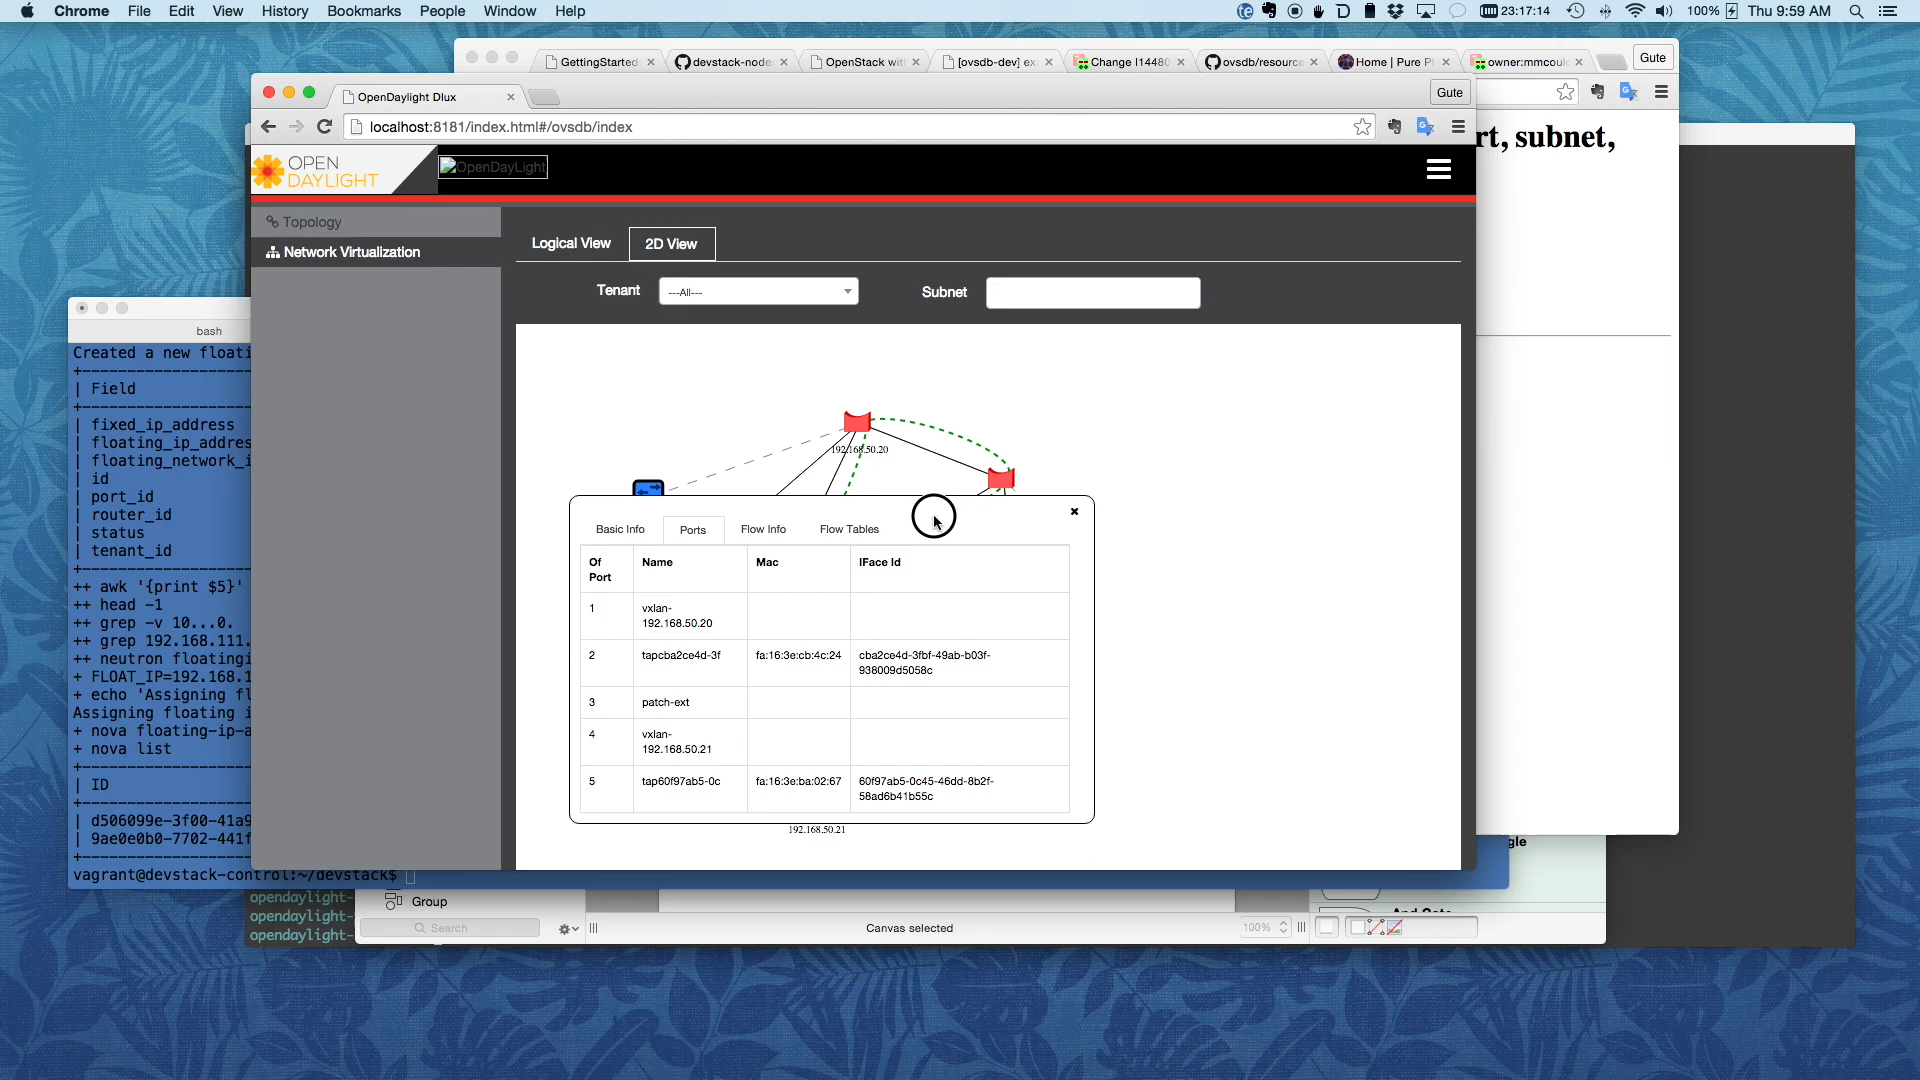 Chrome File Edit View History Bookmarks People Window Help
23:17:14 100% Thu 9:59 AM
GettingStarted
devstack-node
OpenStack wit
[ovsdb-dev] ex
Change I14480
ovsdb/resource
Home | Pure P
owner:mmcoul
Gute
OpenDaylight Dlux
Gute
localhost:8181/index.html#/ovsdb/index
rt, subnet,
OPEN
DAYLIGHT
OpenDayLight
Topology
Network Virtualization
Logical View
2D View
Tenant
---All---
Subnet
192.168.50.20
Basic Info Ports Flow Info Flow Tables
Of Port Name Mac IFace Id
1 vxlan-192.168.50.20
2 tapcba2ce4d-3f fa:16:3e:cb:4c:24 cba2ce4d-3fbf-49ab-b03f-938009d5058c
3 patch-ext
4 vxlan-192.168.50.21
5 tap60f97ab5-0c fa:16:3e:ba:02:67 60f97ab5-0c45-46dd-8b2f-58ad6b41b55c
192.168.50.21
bash
Created a new floati
+--------------------
| Field
+--------------------
| fixed_ip_address
| floating_ip_addres
| floating_network_i
| id
| port_id
| router_id
| status
| tenant_id
+--------------------
++ awk '{print $5}'
++ head -1
++ grep -v 10...0.
++ grep 192.168.111.
++ neutron floatingi
+ FLOAT_IP=192.168.1
+ echo 'Assigning fl
Assigning floating i
+ nova floating-ip-a
+ nova list
+--------------------
| ID
+--------------------
| d506099e-3f00-41a9
| 9ae0e0b0-7702-441f
+--------------------
vagrant@devstack-control:~/devstack$
opendaylight-
opendaylight-
opendaylight-
Group
Search
Canvas selected
100%
gle